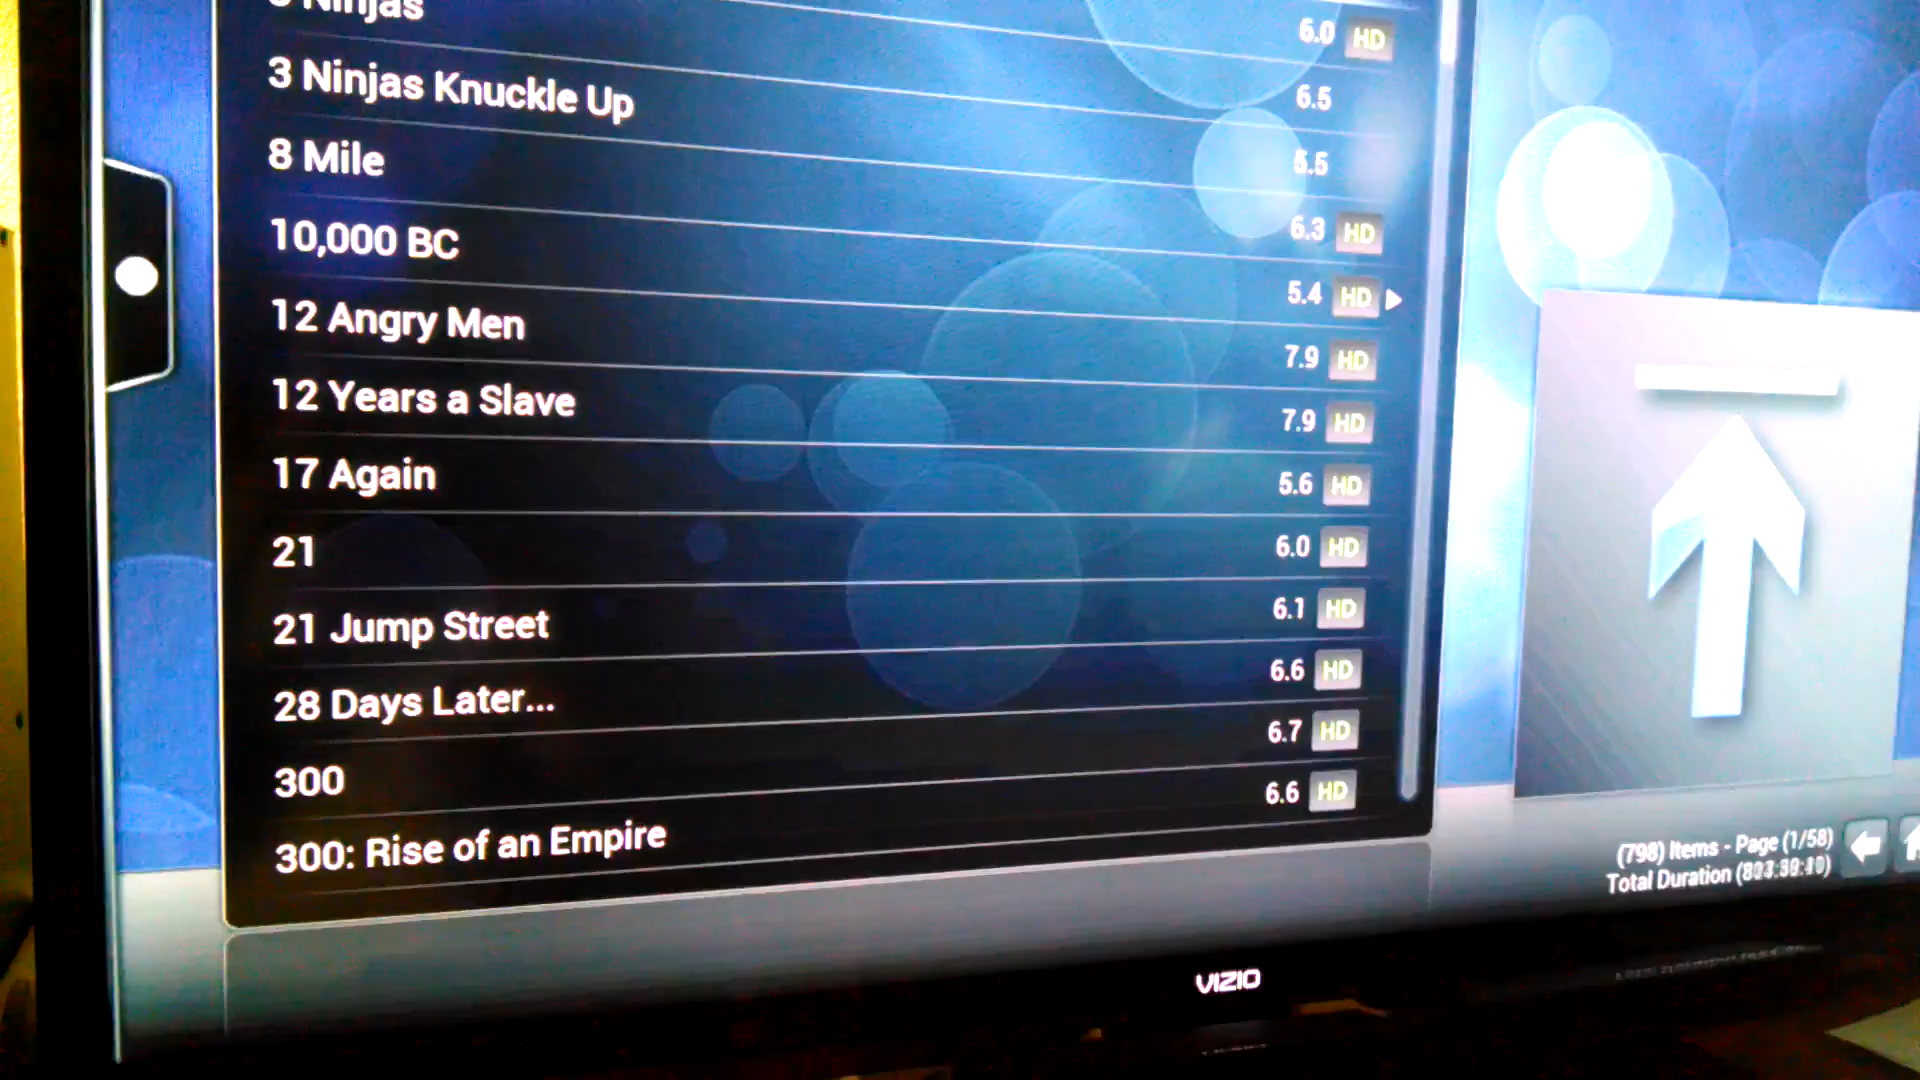 6.0 HD
3 Ninjas 6.5
3 Ninjas Knuckle Up 5.5
8 Mile 6.3 HD
10,000 BC 5.4 HD
12 Angry Men 7.9 HD
12 Years a Slave 7.9 HD
17 Again 5.6 HD
21 6.0 HD
21 Jump Street 6.1 HD
28 Days Later... 6.6 HD
300 6.7 HD
300: Rise of an Empire 6.6 HD
(798) Items - Page (1/58)
Total Duration
VIZIO